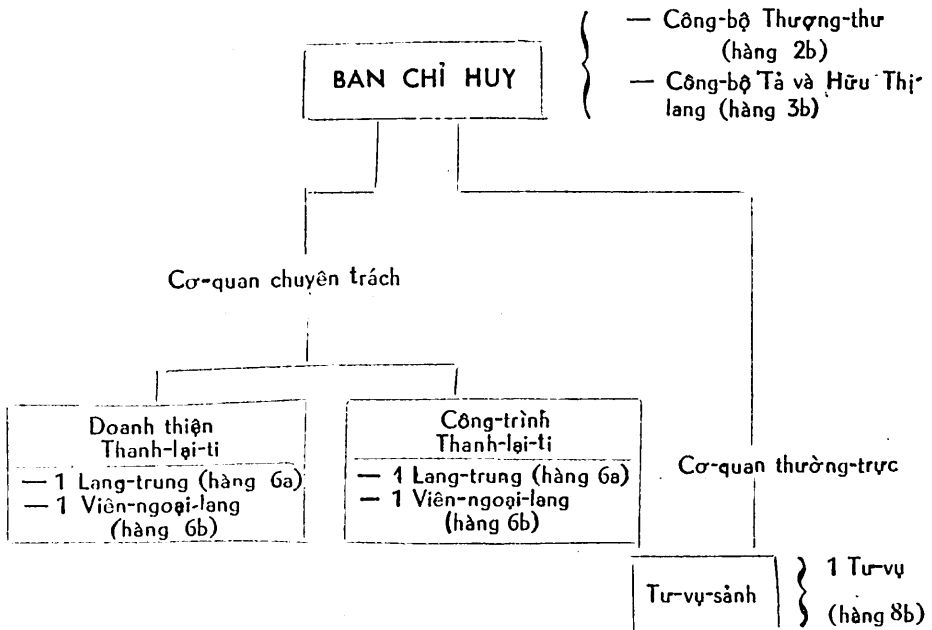 BAN CHỈ HUY
— Công-bộ Thượng-thư
(hàng 2b)
— Công-bộ Tả và Hữu Thị-
lang (hàng 3b)
Cơ-quan chuyên trách
Doanh thiện
Thanh-lại-ti
— 1 Lang-trung (hàng 6a)
— 1 Viên-ngoại-lang
(hàng 6b)
Công-trình
Thanh-lại-ti
— 1 Lang-trung (hàng 6a)
— 1 Viên-ngoại-lang
(hàng 6b)
Cơ-quan thường-trực
Tư-vụ-sảnh
1 Tư-vụ
(hàng 8b)